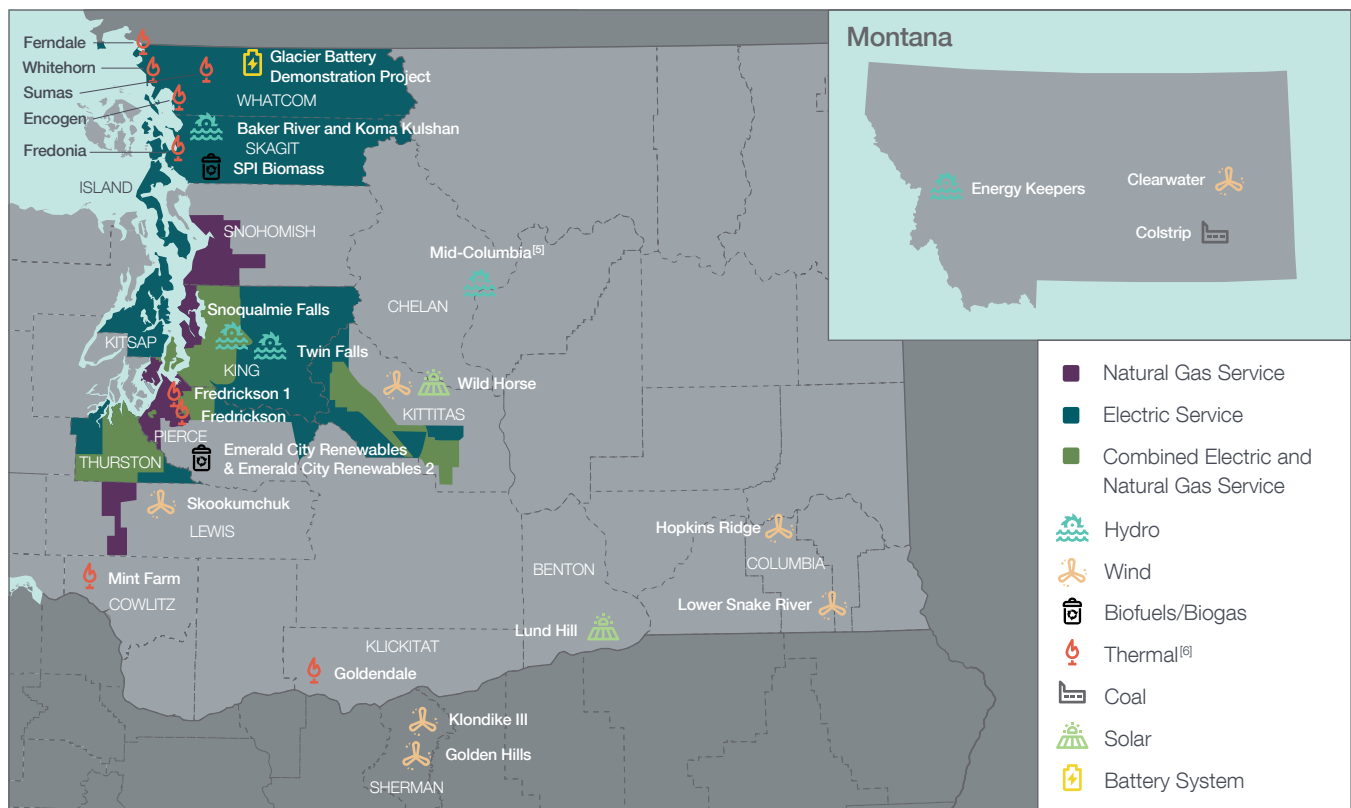 Ferndale
Whitehorn
Sumas
Encogen
Fredonia
Glacier Battery
Demonstration Project
WHATCOM
Baker River and Koma Kulshan
SKAGIT
SPI Biomass
ISLAND
SNOHOMISH
Mid-Columbia[5]
CHELAN
Snoqualmie Falls
KITSAP
Twin Falls
KING
Wild Horse
Fredrickson 1
KITTITAS
Fredrickson
PIERCE
Emerald City Renewables
& Emerald City Renewables 2
THURSTON
Skookumchuk
LEWIS
Hopkins Ridge
BENTON
COLUMBIA
Mint Farm
COWLITZ
Lower Snake River
Lund Hill
KLICKITAT
Goldendale
Klondike III
Golden Hills
SHERMAN
Montana
Energy Keepers
Clearwater
Colstrip
Natural Gas Service
Electric Service
Combined Electric and
Natural Gas Service
Hydro
Wind
Biofuels/Biogas
Thermal[6]
Coal
Solar
Battery System